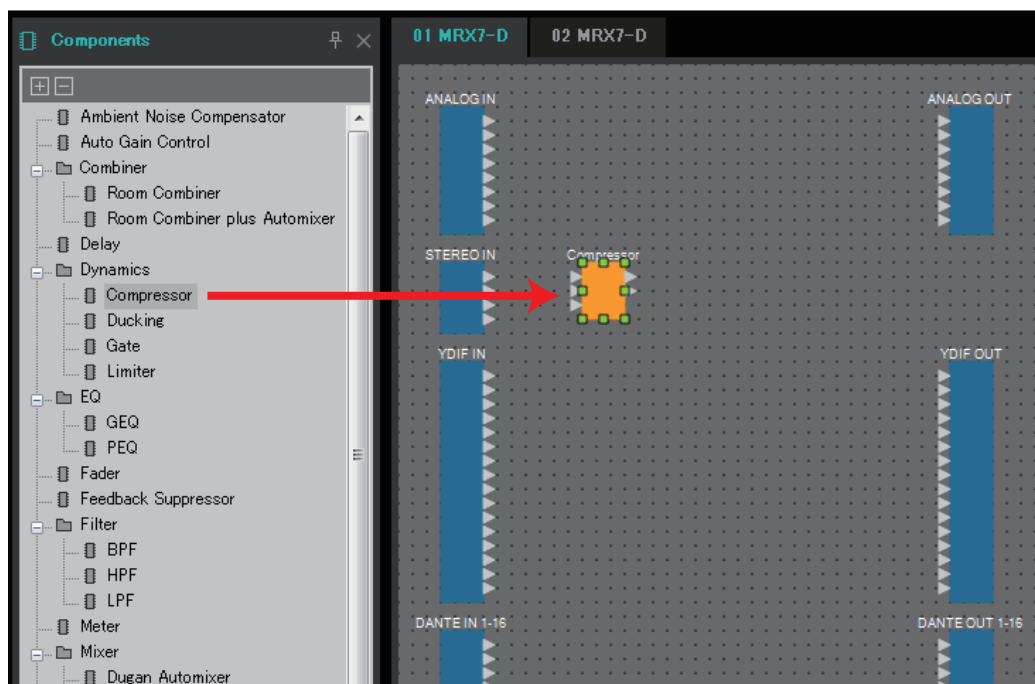 Components
01 MRX7-D
02 MRX7-D
Ambient Noise Compensator
Auto Gain Control
Combiner
Room Combiner
Room Combiner plus Automixer
Delay
Dynamics
Compressor
Ducking
Gate
Limiter
EQ
GEQ
PEQ
Fader
Feedback Suppressor
Filter
BPF
HPF
LPF
Meter
Mixer
Dugan Automixer
ANALOG IN
ANALOG OUT
STEREO IN
Compressor
YDIF IN
YDIF OUT
DANTE IN 1-16
DANTE OUT 1-16